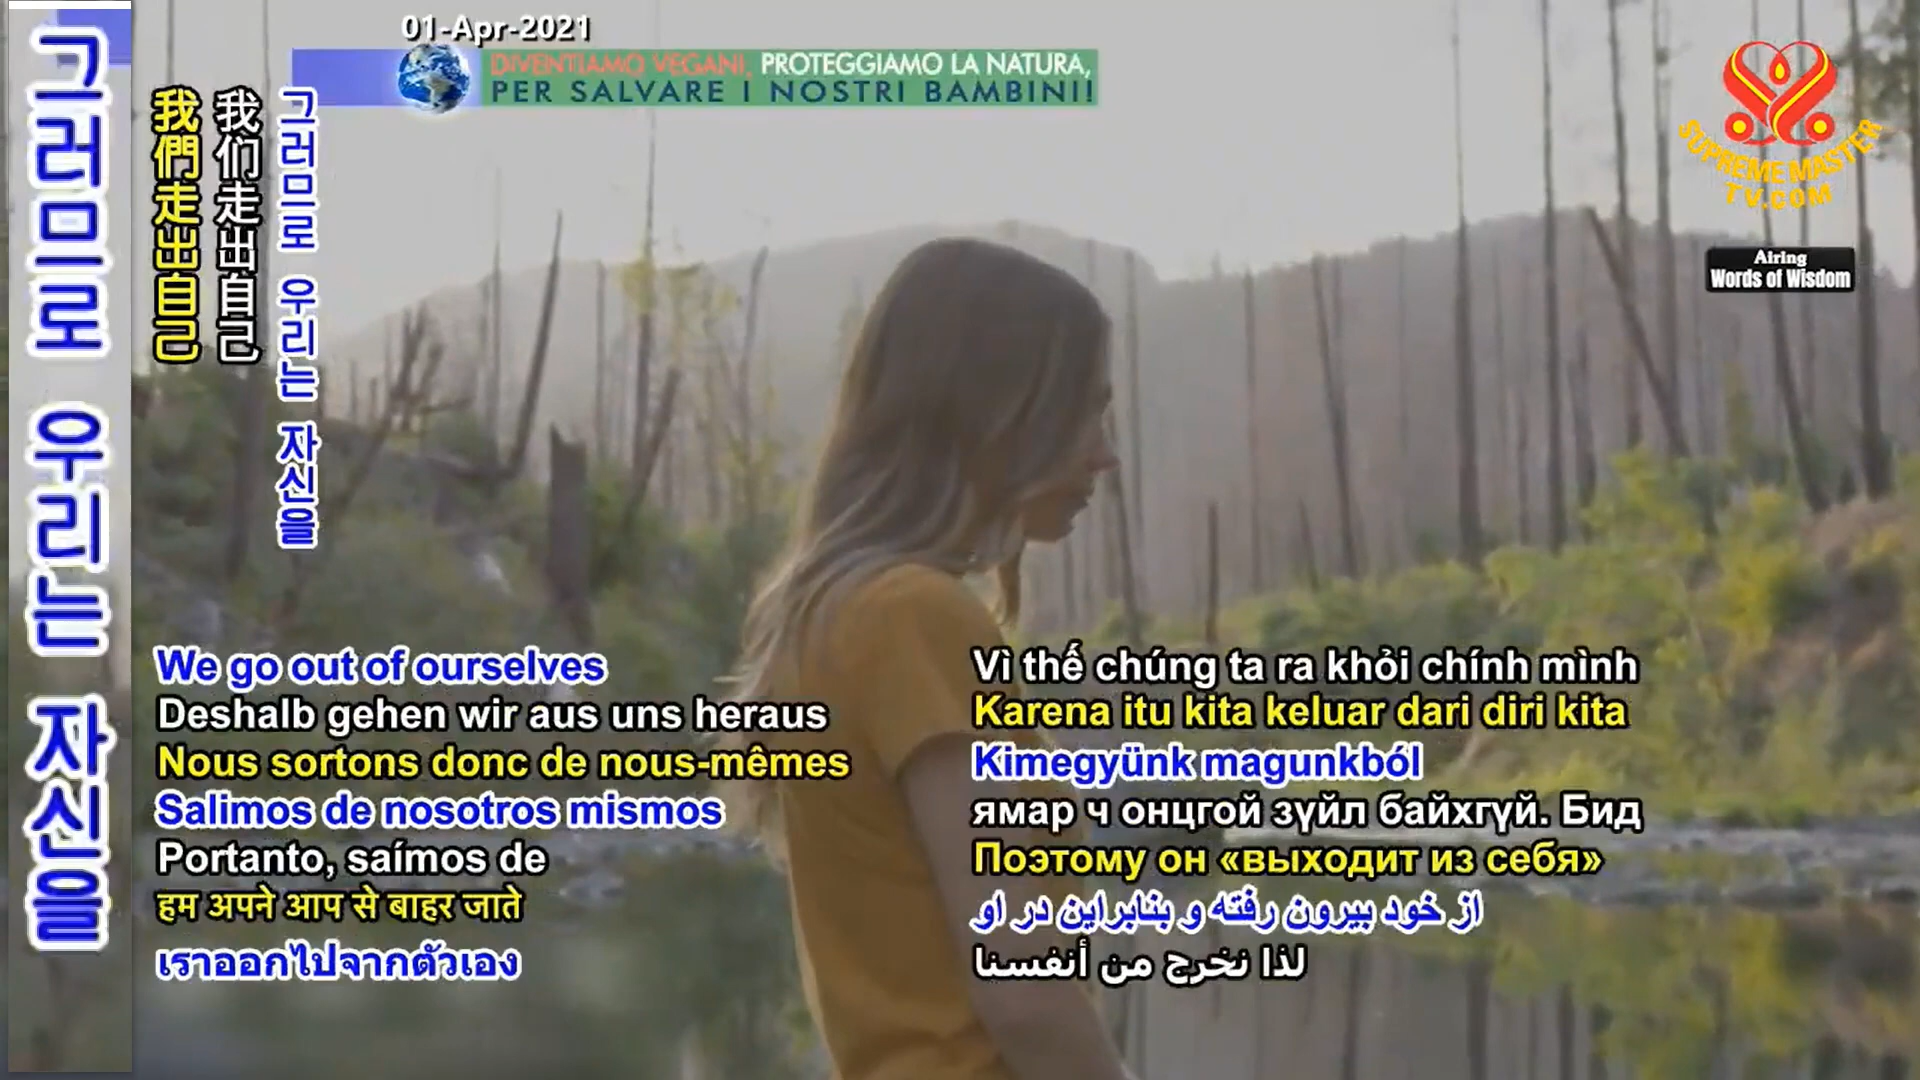 01-Apr-2021
DIVENTIAMO VEGANI, PROTEGGIAMO LA NATURA,
PER SALVARE I NOSTRI BAMBINI!
SUPREME MASTER
TV.COM
Airing
Words of Wisdom
그러므로 우리는 자신을
我們走出自己
我们走出自己
그러므로 우리는 자신을
We go out of ourselves
Deshalb gehen wir aus uns heraus
Nous sortons donc de nous-mêmes
Salimos de nosotros mismos
Portanto, saímos de
हम अपने आप से बाहर जाते
เราออกไปจากตัวเอง
Vì thế chúng ta ra khỏi chính mình
Karena itu kita keluar dari diri kita
Kimegyünk magunkból
ямар ч онцгой зүйл байхгүй. Бид
Поэтому он «выходит из себя»
از خود بیرون رفته و بنابراین در او
لذا نخرج من أنفسنا